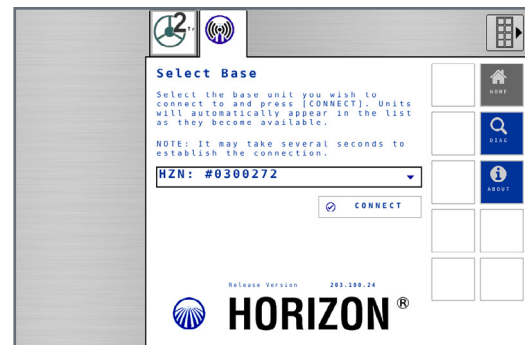 2 Tr
Select Base
Select the base unit you wish to
connect to and press [CONNECT]. Units
will automatically appear in the list
as they become available.
NOTE: It may take several seconds to
establish the connection.
HZN: #0300272
CONNECT
HOME
DIAG
ABOUT
Release Version 203.100.24
HORIZON®